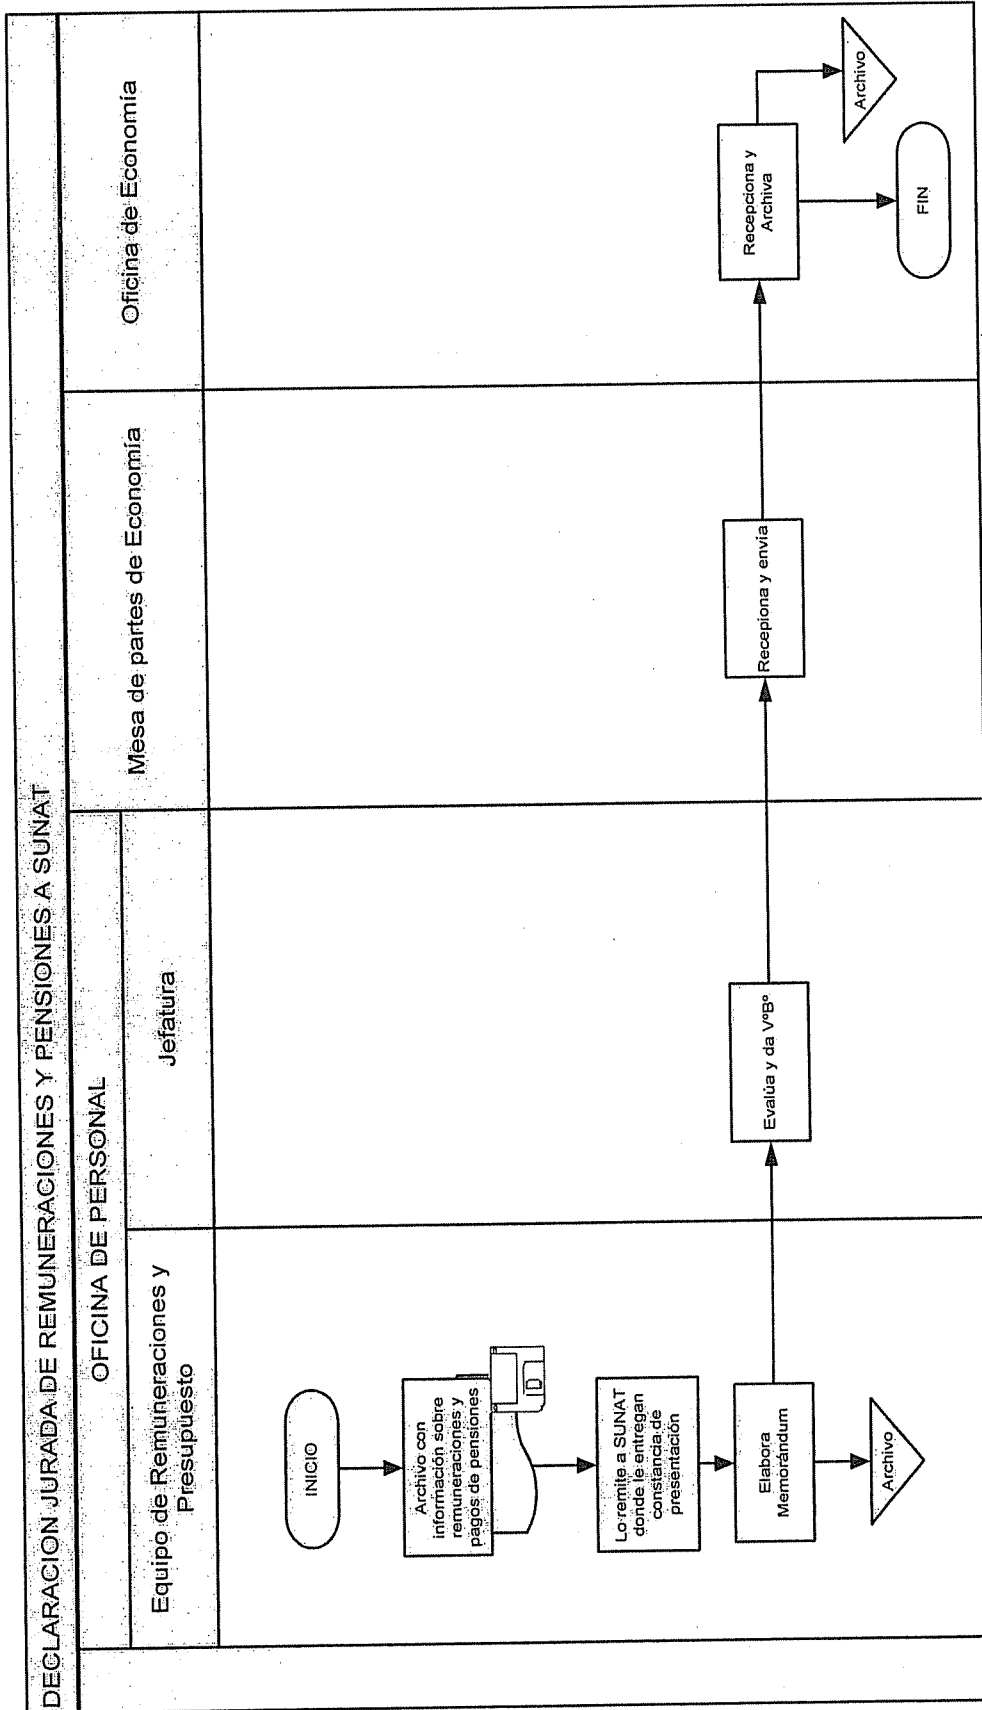 DECLARACION JURADA DE REMUNERACIONES Y PENSIONES A SUNAT
OFICINA DE PERSONAL
Equipo de Remuneraciones y
Presupuesto
Jefatura
Mesa de partes de Economía
Oficina de Economía
INICIO
Archivo con
información sobre
remuneraciones y
pagos de pensiones
Lo remite a SUNAT
donde le entregan
constancia de
presentación
Elabora
Memorándum
Archivo
Evalúa y da VºBº
Recepiona y envia
Recepciona y
Archiva
Archivo
FIN